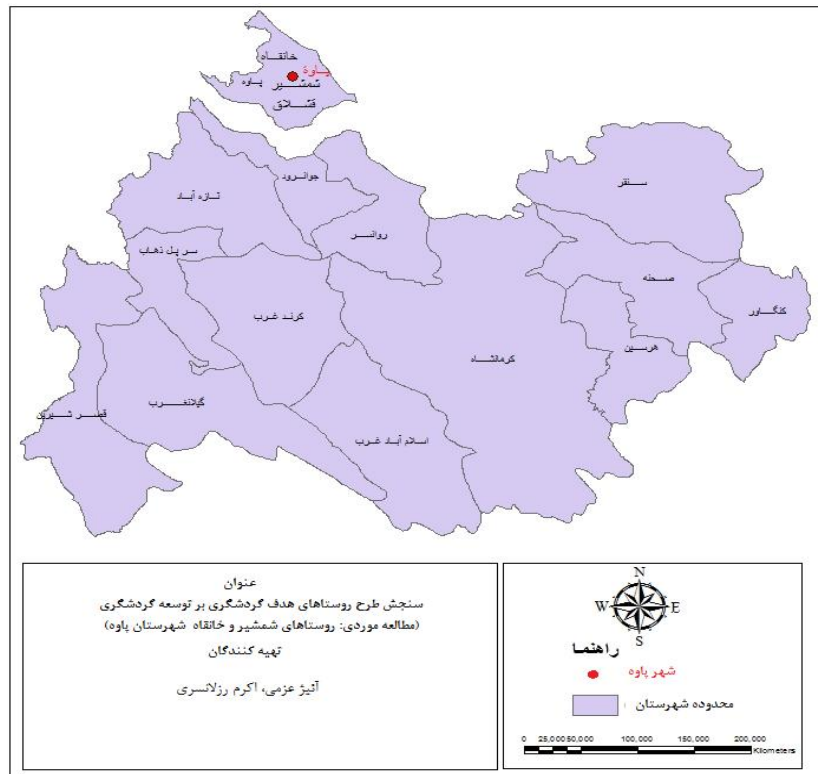 خانقاه
پاوه
پاوه
شمشیر
قشلاق
جوانرود
تازه آباد
روانسر
سنقر
سر پل ذهاب
صحنه
کنگاور
کرند غرب
هرسین
کرمانشاه
گیلانغرب
قصر شیرین
اسلام آباد غرب
عنوان
سنجش طرح روستاهای هدف گردشگری بر توسعه گردشگری
(مطالعه موردی: روستاهای شمشیر و خانقاه شهرستان پاوه)
تهیه کنندگان
آئیژ عزمی، اکرم رزلانسری
N
W E
S
راهنما
شهر پاوه
محدوده شهرستان
0 25,00050,000 100,000 150,000 200,000
Kilometers